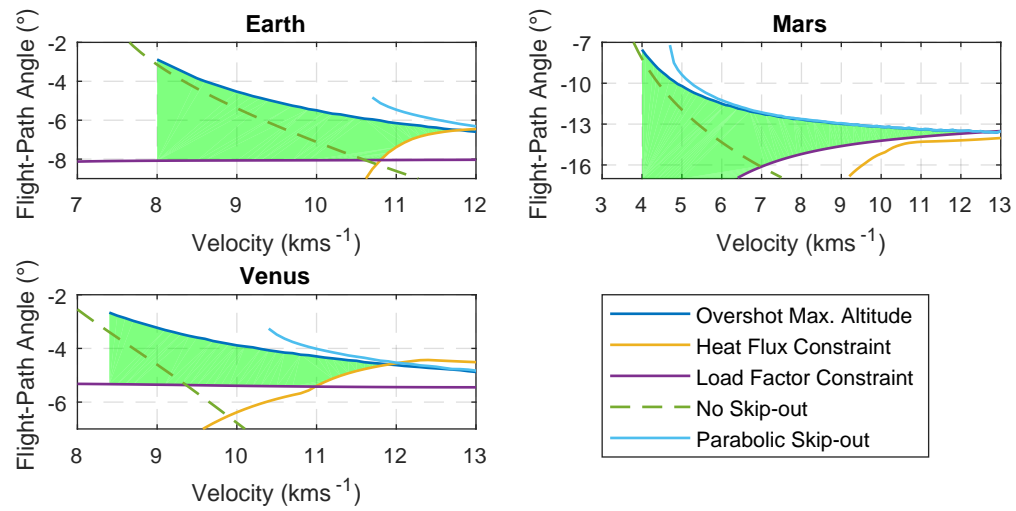 Earth
-2
-4
-6
-8
Flight-Path Angle (°)
7 8 9 10 11 12
Velocity (kms⁻¹)
Mars
-7
-10
-13
-16
Flight-Path Angle (°)
3 4 5 6 7 8 9 10 11 12 13
Velocity (kms⁻¹)
Venus
-2
-4
-6
Flight-Path Angle (°)
8 9 10 11 12 13
Velocity (kms⁻¹)
Overshot Max. Altitude
Heat Flux Constraint
Load Factor Constraint
No Skip-out
Parabolic Skip-out